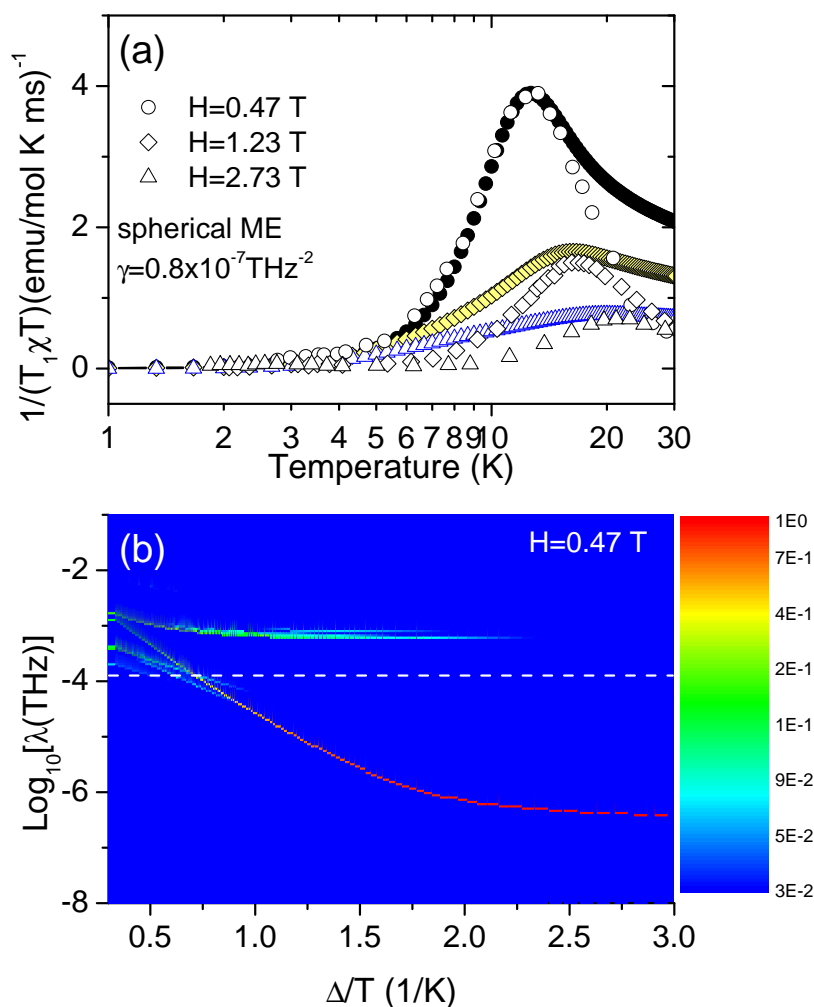 (a)
1/(T₁χT)(emu/mol K ms)⁻¹
4
2
0
H=0.47 T
H=1.23 T
H=2.73 T
spherical ME
γ=0.8x10⁻⁷THz⁻²
1 2 3 4 5 6 7 8 9 10 20 30
Temperature (K)
(b)
H=0.47 T
Log₁₀[λ(THz)]
-2
-4
-6
-8
0.5 1.0 1.5 2.0 2.5 3.0
Δ/T (1/K)
1E0
7E-1
4E-1
2E-1
1E-1
9E-2
5E-2
3E-2